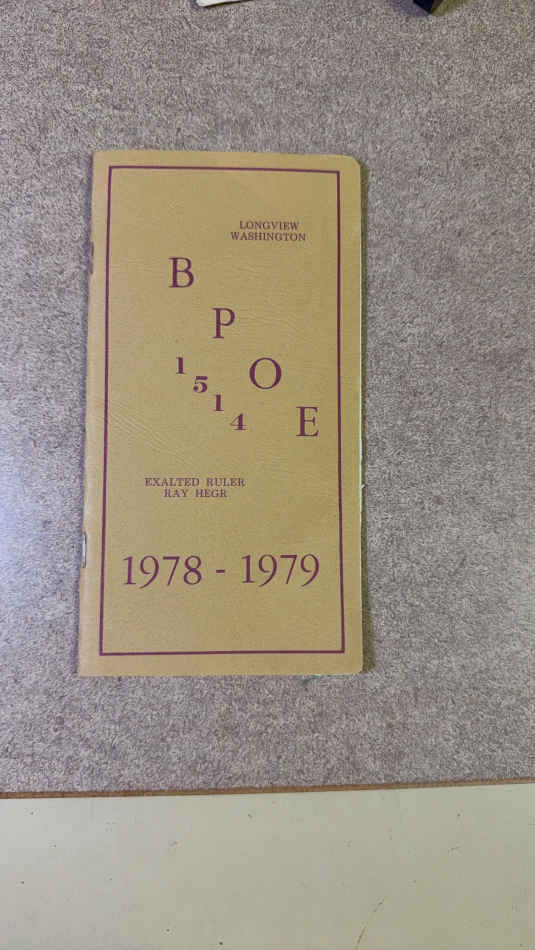 LONGVIEW
WASHINGTON
B
P
O
E
1
5
1
4
EXALTED RULER
RAY HEGR
1978 - 1979